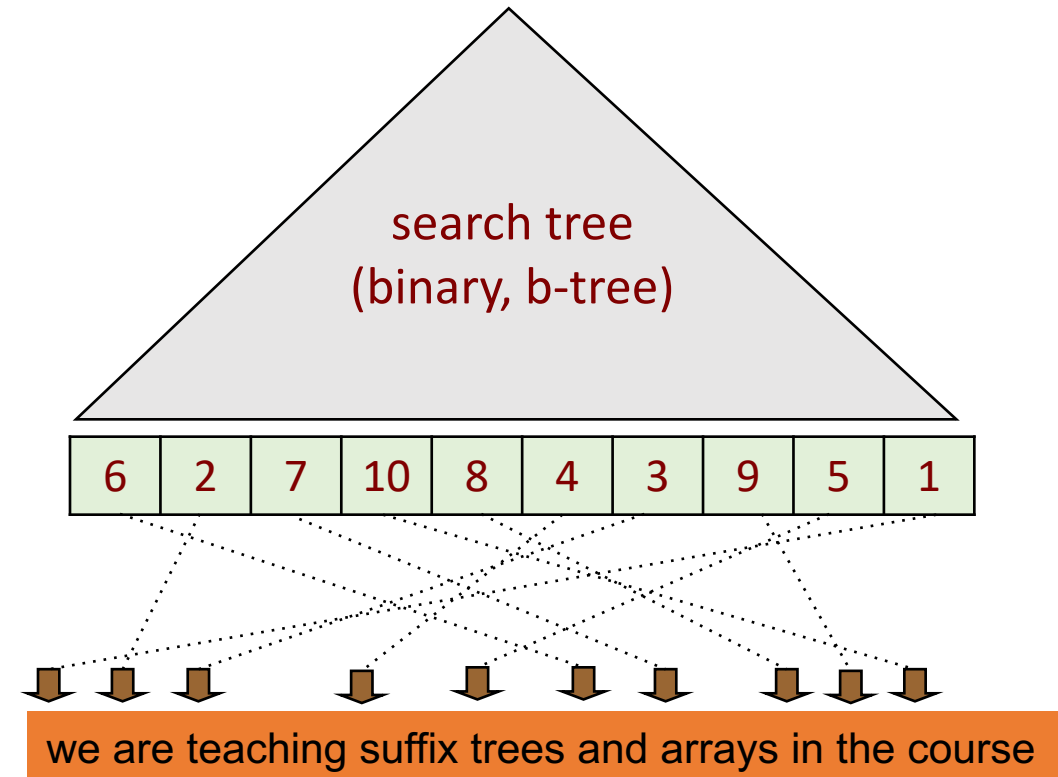 search tree
(binary, b-tree)
6 2 7 10 8 4 3 9 5 1
we are teaching suffix trees and arrays in the course